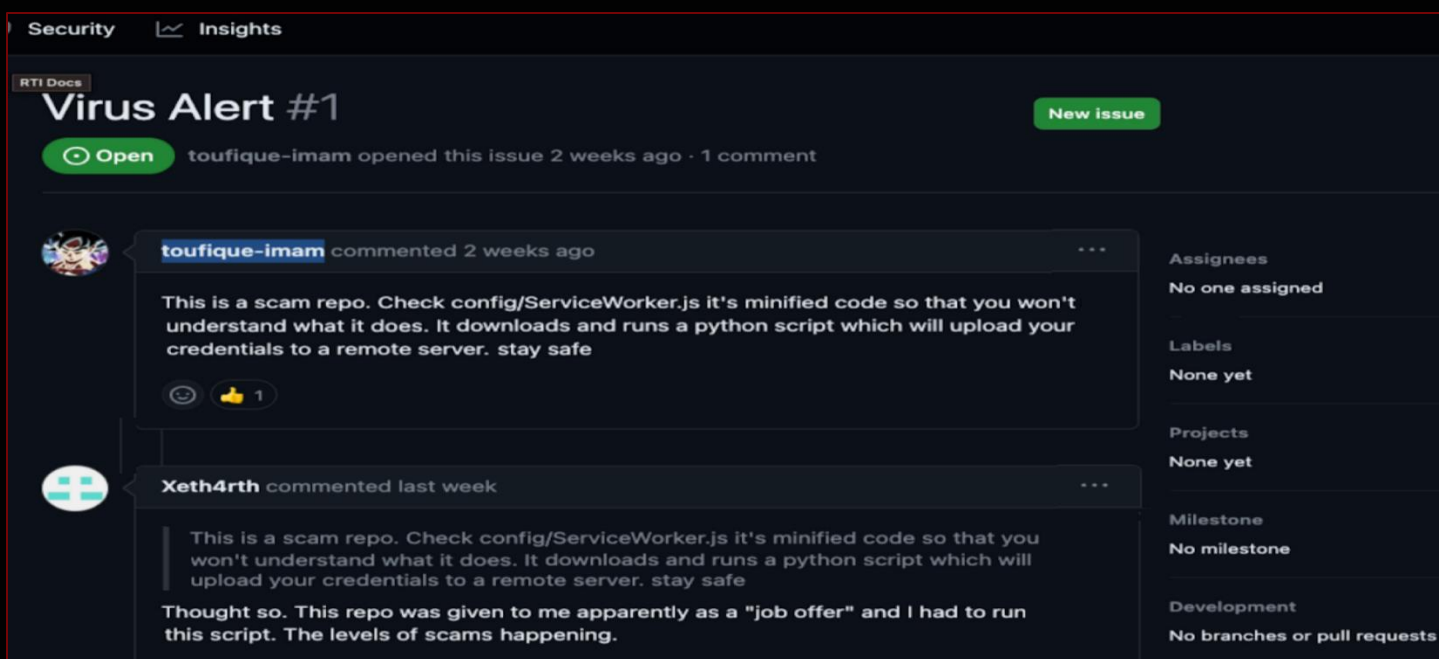 Security Insights
RTI Docs
Virus Alert #1
New issue
Open toufique-imam opened this issue 2 weeks ago · 1 comment
toufique-imam commented 2 weeks ago
This is a scam repo. Check config/ServiceWorker.js it's minified code so that you won't
understand what it does. It downloads and runs a python script which will upload your
credentials to a remote server. stay safe
👍 1
Xeth4rth commented last week
This is a scam repo. Check config/ServiceWorker.js it's minified code so that you
won't understand what it does. It downloads and runs a python script which will
upload your credentials to a remote server. stay safe
Thought so. This repo was given to me apparently as a "job offer" and I had to run
this script. The levels of scams happening.
Assignees
No one assigned
Labels
None yet
Projects
None yet
Milestone
No milestone
Development
No branches or pull requests